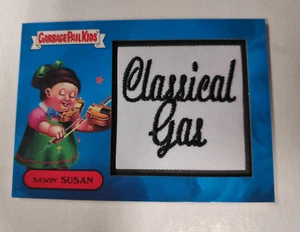 GARBAGE PAIL KIDS
Classical
Gas
SAWIN' SUSAN